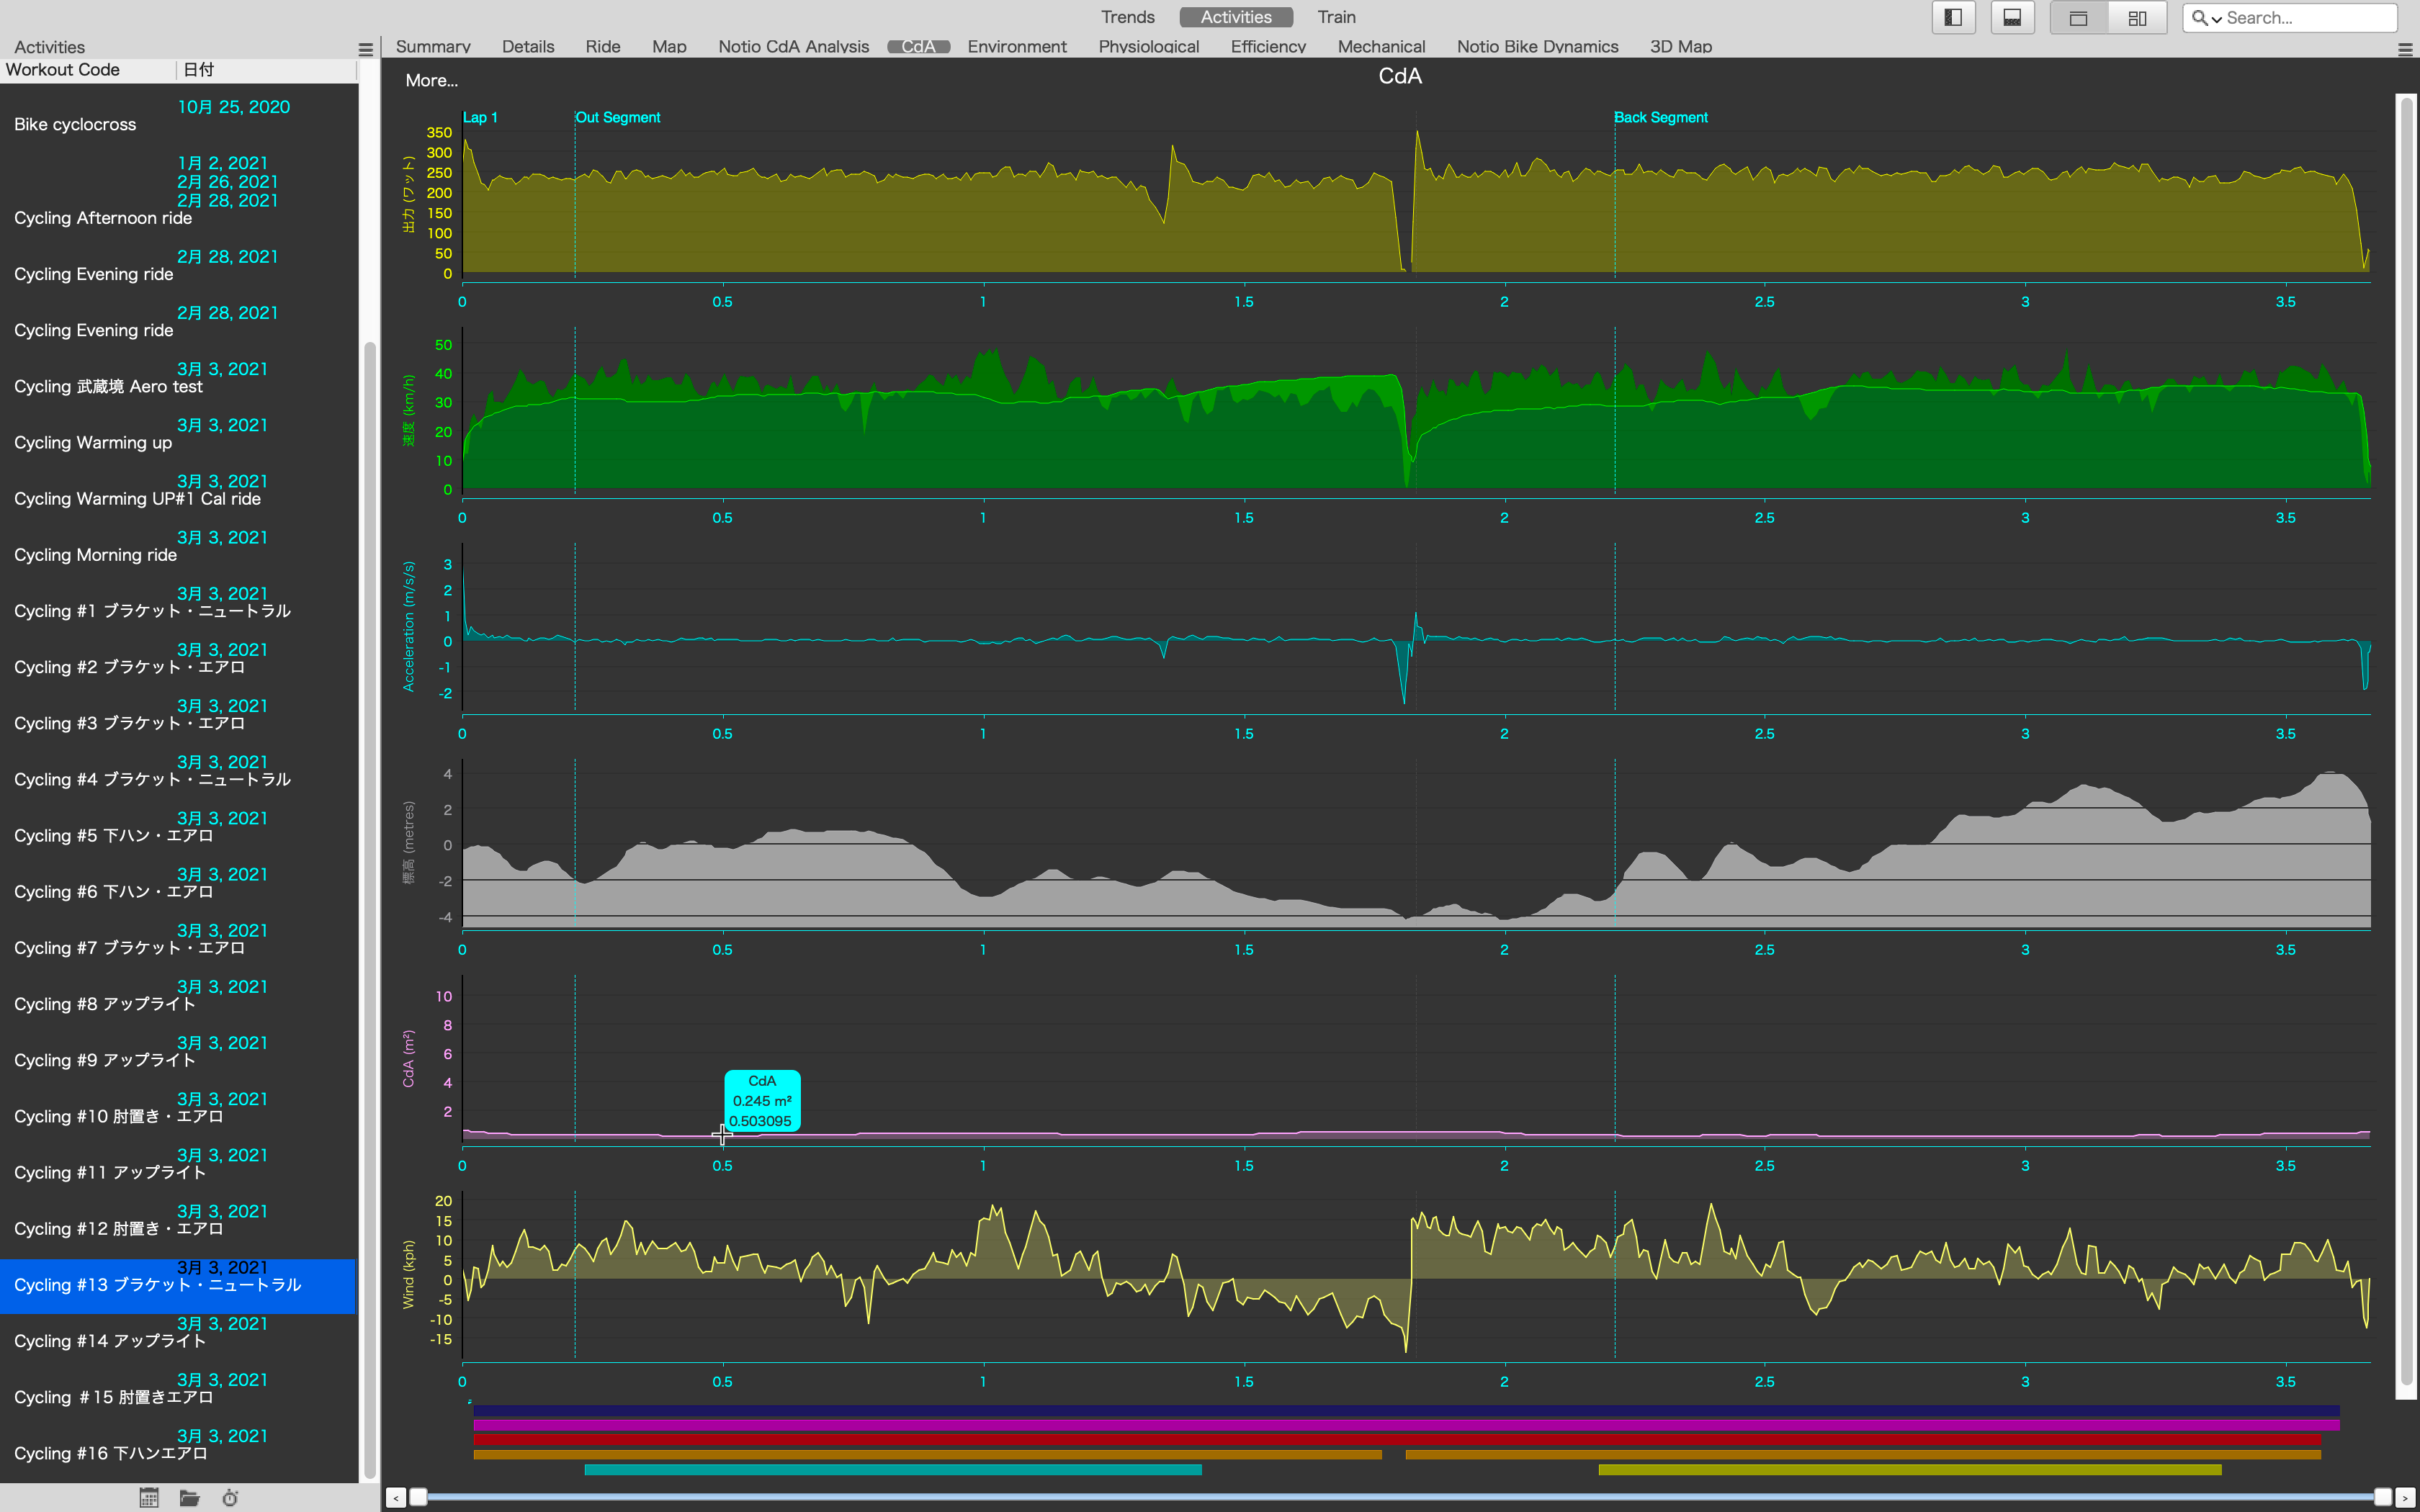 Trends Activities Train
Search...
Activities
Summary Details Ride Map Notio CdA Analysis CdA Environment Physiological Efficiency Mechanical Notio Bike Dynamics 3D Map
Workout Code 日付
10月 25, 2020
Bike cyclocross
1月 2, 2021
2月 26, 2021
2月 28, 2021
Cycling Afternoon ride
2月 28, 2021
Cycling Evening ride
2月 28, 2021
Cycling Evening ride
3月 3, 2021
Cycling 武蔵境 Aero test
3月 3, 2021
Cycling Warming up
3月 3, 2021
Cycling Warming UP#1 Cal ride
3月 3, 2021
Cycling Morning ride
3月 3, 2021
Cycling #1 ブラケット・ニュートラル
3月 3, 2021
Cycling #2 ブラケット・エアロ
3月 3, 2021
Cycling #3 ブラケット・エアロ
3月 3, 2021
Cycling #4 ブラケット・ニュートラル
3月 3, 2021
Cycling #5 下ハン・エアロ
3月 3, 2021
Cycling #6 下ハン・エアロ
3月 3, 2021
Cycling #7 ブラケット・エアロ
3月 3, 2021
Cycling #8 アップライト
3月 3, 2021
Cycling #9 アップライト
3月 3, 2021
Cycling #10 肘置き・エアロ
3月 3, 2021
Cycling #11 アップライト
3月 3, 2021
Cycling #12 肘置き・エアロ
3月 3, 2021
Cycling #13 ブラケット・ニュートラル
3月 3, 2021
Cycling #14 アップライト
3月 3, 2021
Cycling ＃15 肘置きエアロ
3月 3, 2021
Cycling #16 下ハンエアロ
More...
CdA
Lap 1 Out Segment Back Segment
出力 (ワット)
350
300
250
200
150
100
50
0
0 0.5 1 1.5 2 2.5 3 3.5
速度 (km/h)
50
40
30
20
10
0
0 0.5 1 1.5 2 2.5 3 3.5
Acceleration (m/s/s)
3
2
1
0
-1
-2
0 0.5 1 1.5 2 2.5 3 3.5
標高 (metres)
4
2
0
-2
-4
0 0.5 1 1.5 2 2.5 3 3.5
CdA (m²)
10
8
6
4
2
CdA
0.245 m²
0.503095
0 0.5 1 1.5 2 2.5 3 3.5
Wind (kph)
20
15
10
5
0
-5
-10
-15
0 0.5 1 1.5 2 2.5 3 3.5
< >